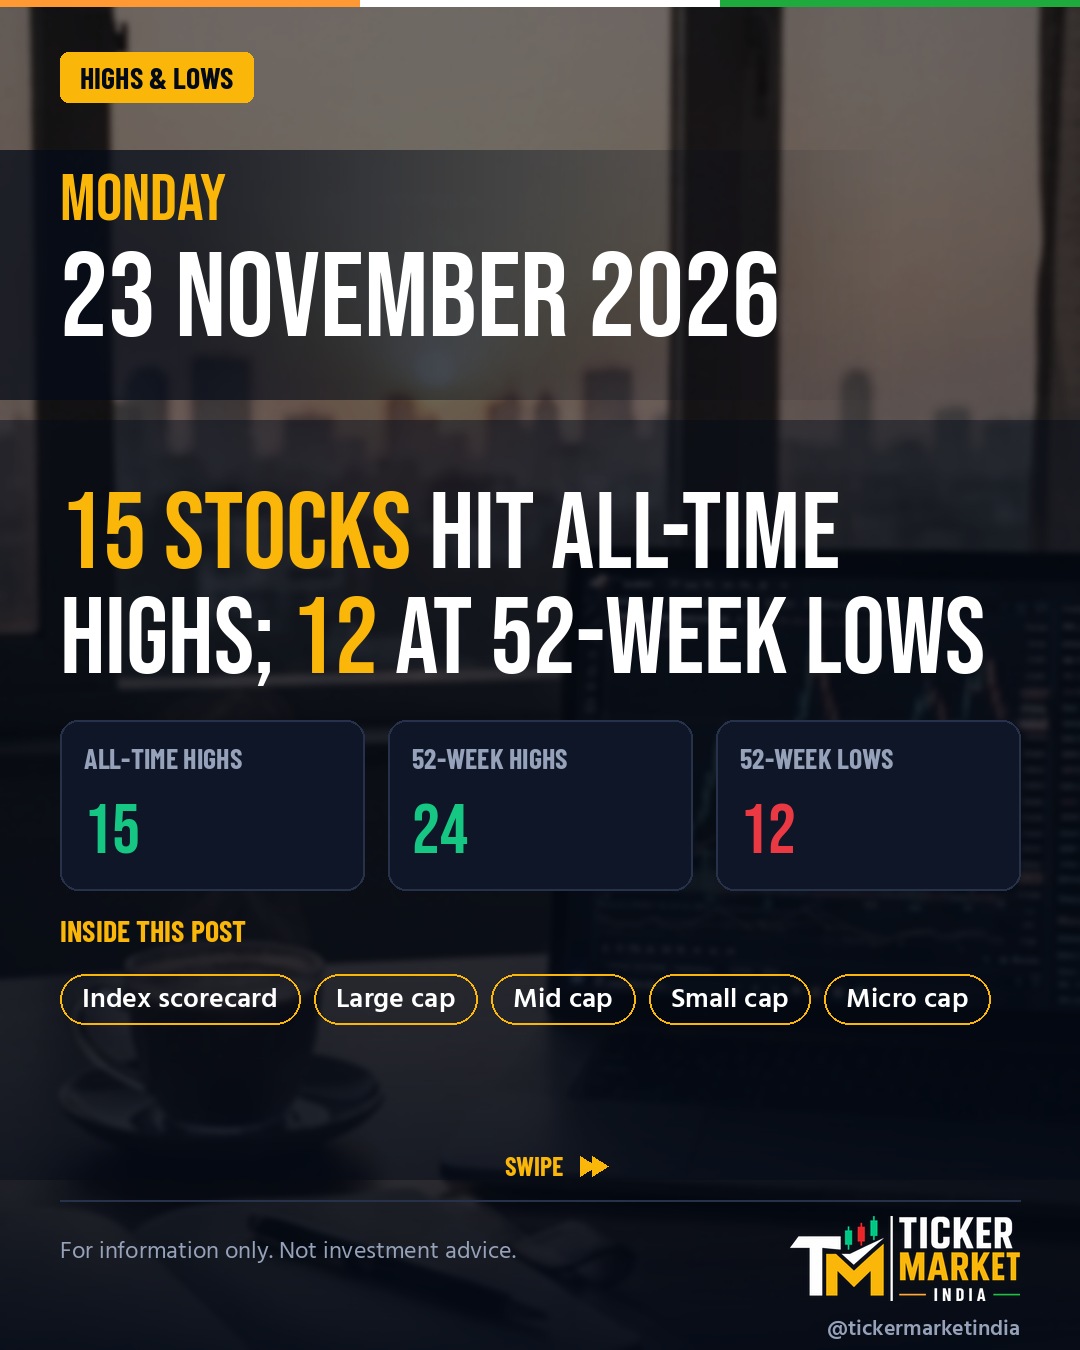 HIGHS & LOWS
MONDAY
23 NOVEMBER 2026
15 STOCKS HIT ALL-TIME
HIGHS; 12 AT 52-WEEK LOWS
ALL-TIME HIGHS
15
52-WEEK HIGHS
24
52-WEEK LOWS
12
INSIDE THIS POST
Index scorecard
Large cap
Mid cap
Small cap
Micro cap
SWIPE
For information only. Not investment advice.
TM
TICKER
MARKET
INDIA
@tickermarketindia